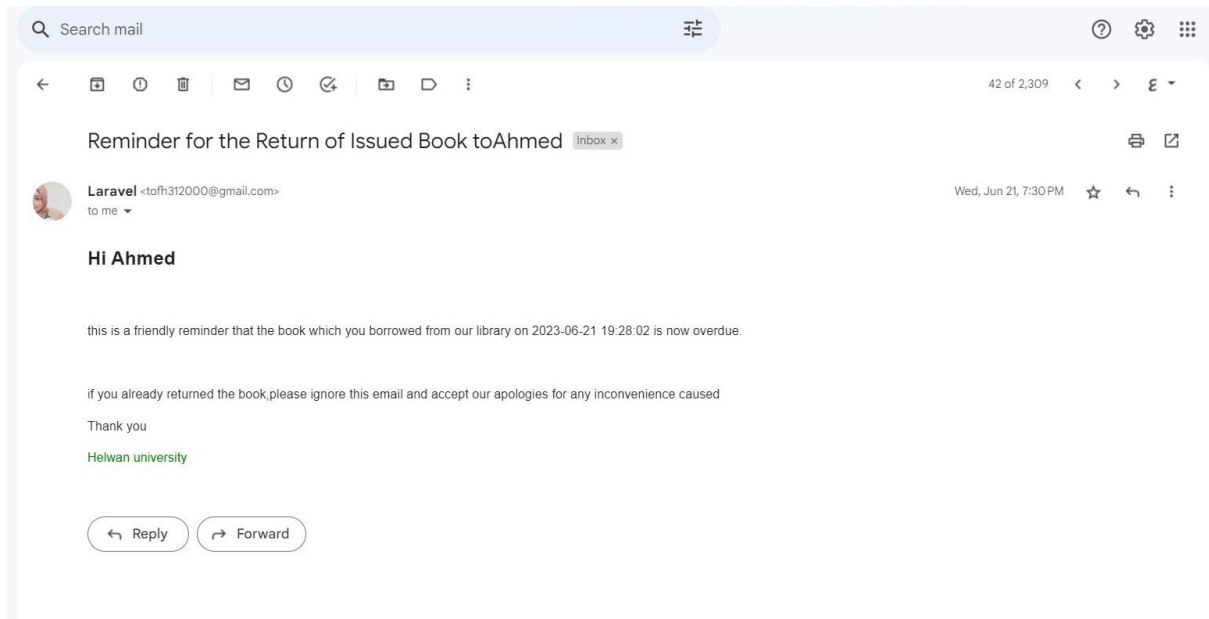 Search mail
42 of 2,309
Reminder for the Return of Issued Book toAhmed Inbox ×
Laravel <tofh312000@gmail.com> Wed, Jun 21, 7:30 PM
to me
Hi Ahmed
this is a friendly reminder that the book which you borrowed from our library on 2023-06-21 19:28:02 is now overdue.
if you already returned the book,please ignore this email and accept our apologies for any inconvenience caused
Thank you
Helwan university
Reply Forward